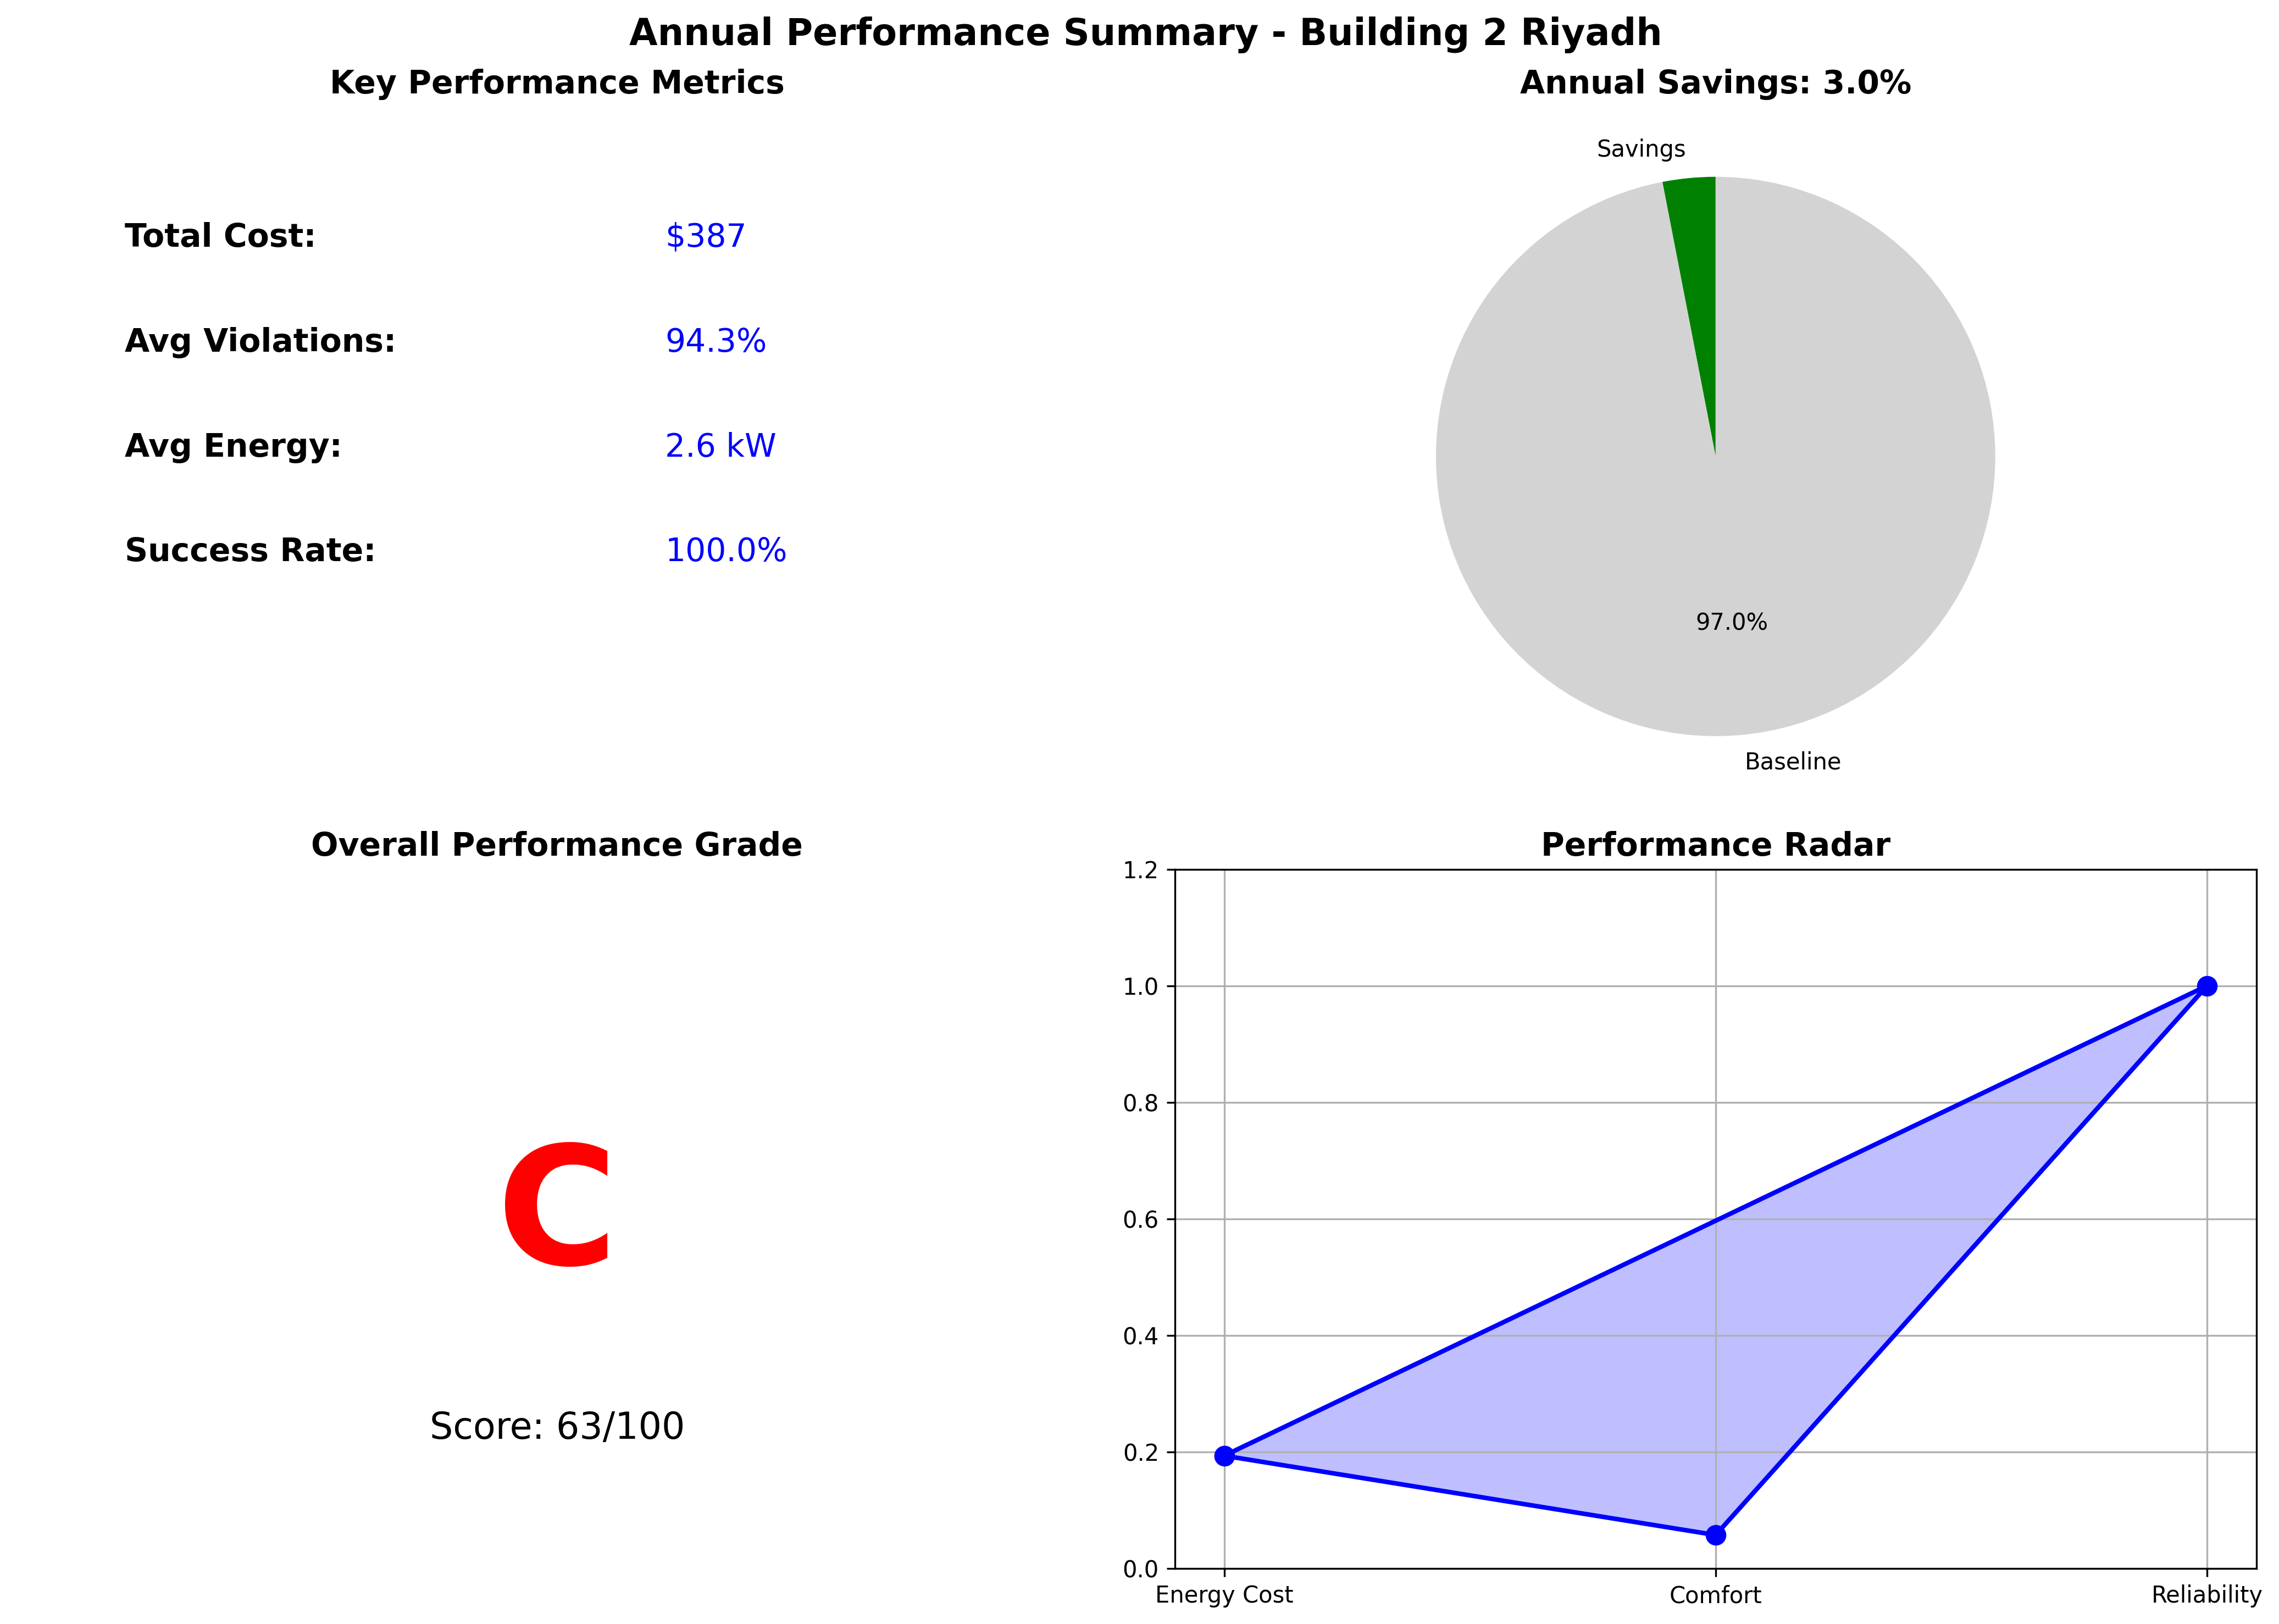 Annual Performance Summary - Building 2 Riyadh
Key Performance Metrics
Total Cost: $387
Avg Violations: 94.3%
Avg Energy: 2.6 kW
Success Rate: 100.0%
Annual Savings: 3.0%
Savings
97.0%
Baseline
Overall Performance Grade
C
Score: 63/100
Performance Radar
1.2
1.0
0.8
0.6
0.4
0.2
0.0
Energy Cost Comfort Reliability